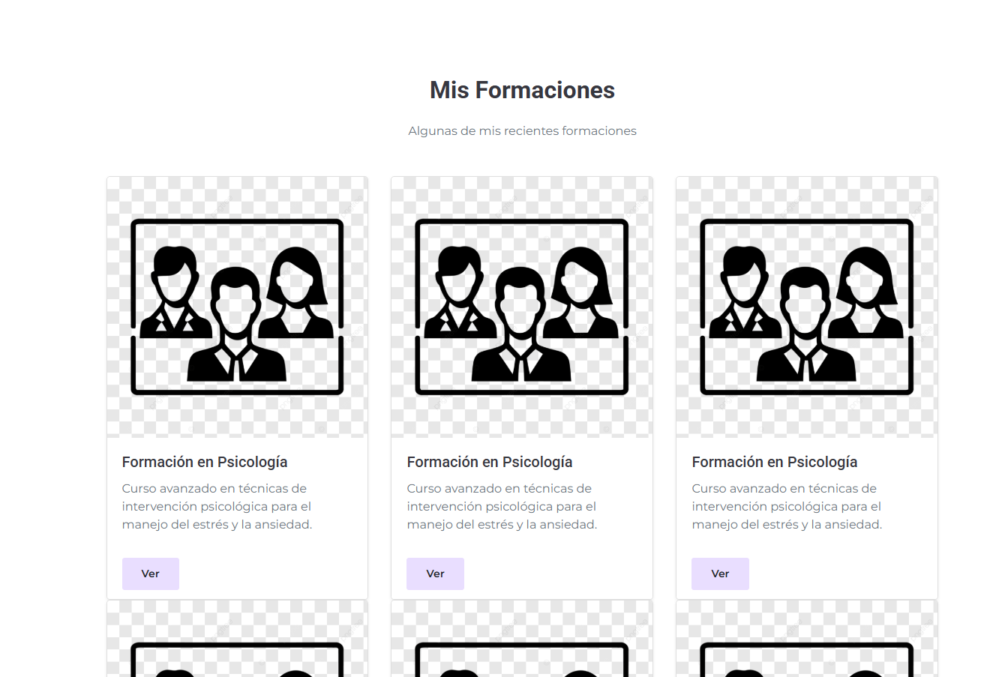 Mis Formaciones
Algunas de mis recientes formaciones
Formación en Psicología
Curso avanzado en técnicas de
intervención psicológica para el
manejo del estrés y la ansiedad.
Ver
Formación en Psicología
Curso avanzado en técnicas de
intervención psicológica para el
manejo del estrés y la ansiedad.
Ver
Formación en Psicología
Curso avanzado en técnicas de
intervención psicológica para el
manejo del estrés y la ansiedad.
Ver